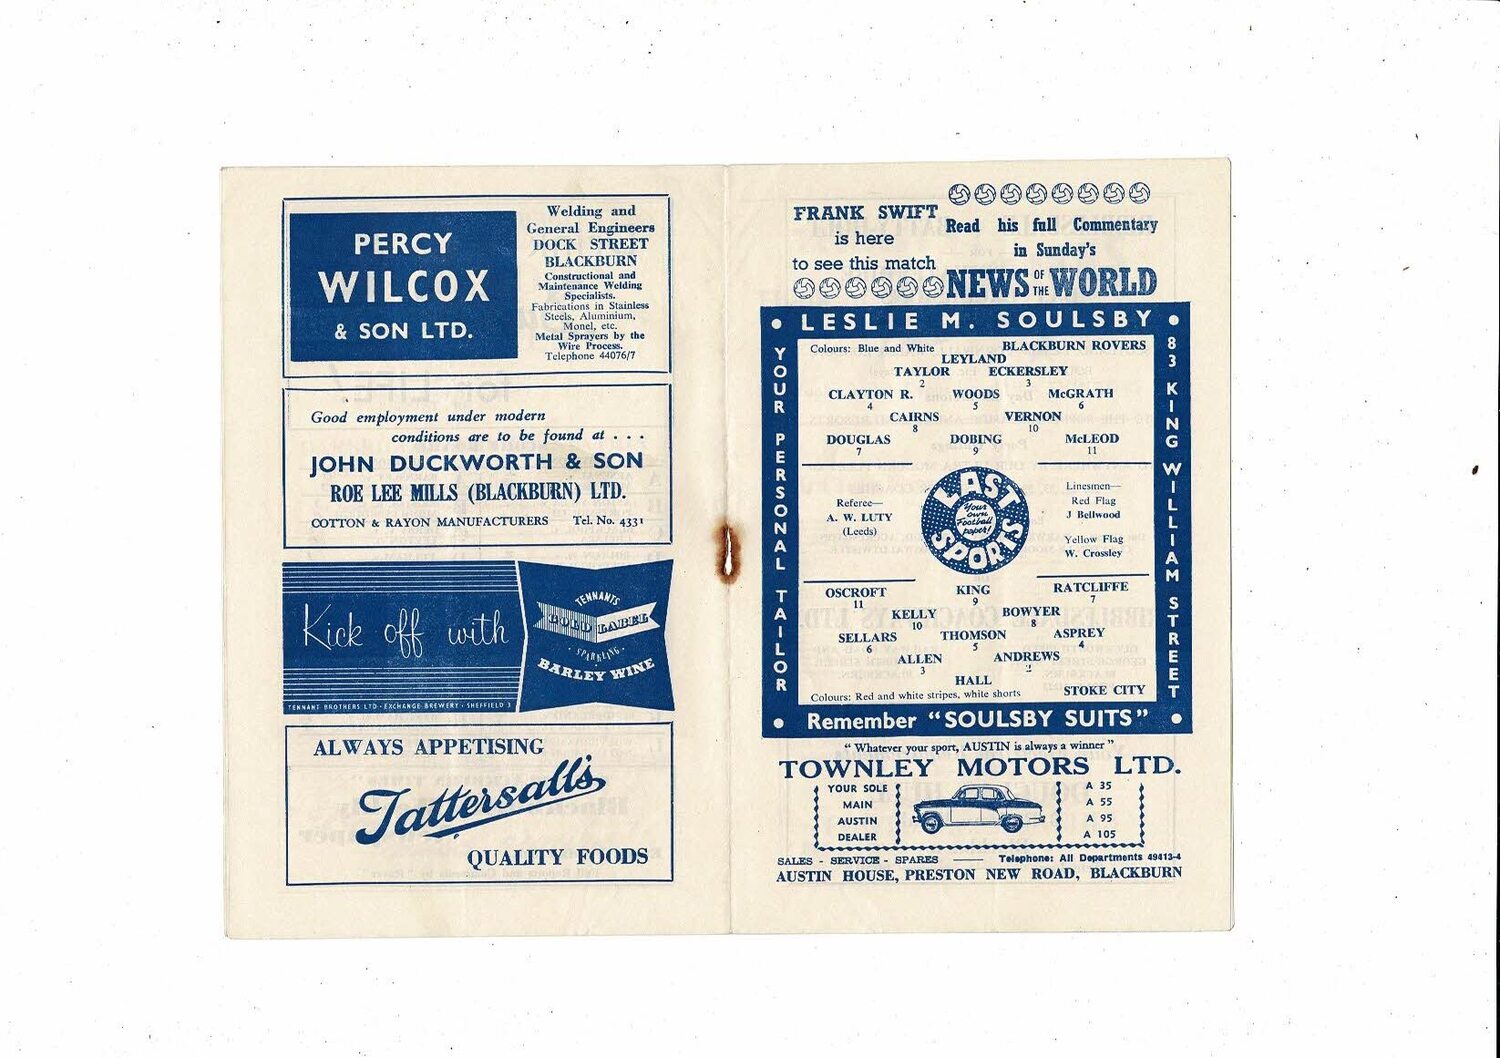 PERCY
WILCOX
& SON LTD.
Welding and
General Engineers
DOCK STREET
BLACKBURN
Constructional and
Maintenance Welding
Specialists.
Fabrications in Stainless
Steels, Aluminium,
Monel, etc.
Metal Sprayers by the
Wire Process.
Telephone 44076/7
Good employment under modern
conditions are to be found at . . .
JOHN DUCKWORTH & SON
ROE LEE MILLS (BLACKBURN) LTD.
COTTON & RAYON MANUFACTURERS Tel. No. 4331
Kick off with
TENNANTS
GOLD LABEL
· SPARKLING ·
BARLEY WINE
TENNANT BROTHERS LTD · EXCHANGE BREWERY · SHEFFIELD 3
ALWAYS APPETISING
Tattersall's
QUALITY FOODS
FRANK SWIFT
is here
to see this match
Read his full Commentary
in Sunday's
NEWS OF THE WORLD
• LESLIE M. SOULSBY •
YOUR PERSONAL TAILOR
83 KING WILLIAM STREET
Colours: Blue and White BLACKBURN ROVERS
LEYLAND
TAYLOR ECKERSLEY
2 3
CLAYTON R. WOODS McGRATH
4 5 6
CAIRNS VERNON
8 10
DOUGLAS DOBING McLEOD
7 9 11
Referee—
A. W. LUTY
(Leeds)
LAST SPORTS
Your
own
Football
paper!
Linesmen—
Red Flag
J Bellwood
Yellow Flag
W. Crossley
OSCROFT KING RATCLIFFE
11 9 7
KELLY BOWYER
10 8
SELLARS THOMSON ASPREY
6 5 4
ALLEN ANDREWS
3 2
HALL
Colours: Red and white stripes, white shorts STOKE CITY
• Remember "SOULSBY SUITS" •
" Whatever your sport, AUSTIN is always a winner "
TOWNLEY MOTORS LTD.
YOUR SOLE
MAIN
AUSTIN
DEALER
A 35
A 55
A 95
A 105
SALES - SERVICE - SPARES —— Telephone: All Departments 49413-4
AUSTIN HOUSE, PRESTON NEW ROAD, BLACKBURN